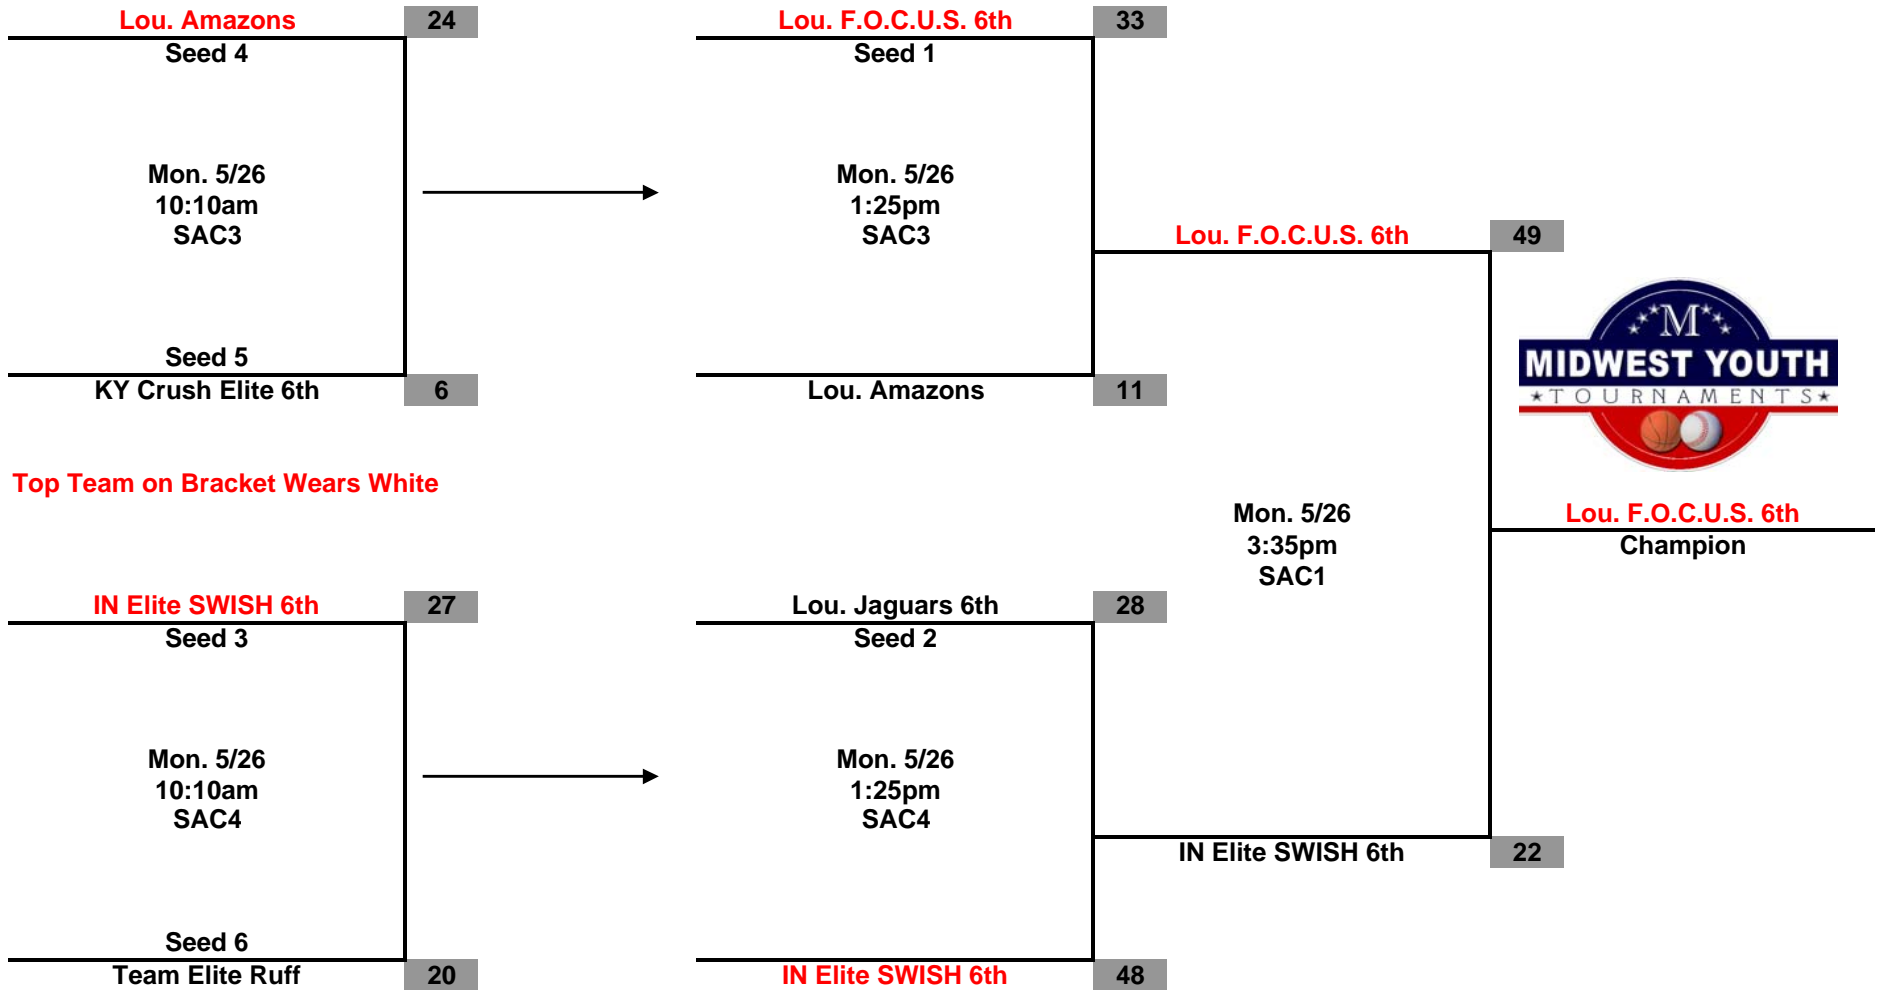 Lou. Amazons 24
Seed 4
Mon. 5/26
10:10am
SAC3
Seed 5
KY Crush Elite 6th 6
Lou. F.O.C.U.S. 6th 33
Seed 1
Mon. 5/26
1:25pm
SAC3
Lou. Amazons 11
Top Team on Bracket Wears White
IN Elite SWISH 6th 27
Seed 3
Mon. 5/26
10:10am
SAC4
Seed 6
Team Elite Ruff 20
Lou. Jaguars 6th 28
Seed 2
Mon. 5/26
1:25pm
SAC4
IN Elite SWISH 6th 48
Lou. F.O.C.U.S. 6th 49
Mon. 5/26
3:35pm
SAC1
IN Elite SWISH 6th 22
M
MIDWEST YOUTH
TOURNAMENTS
Lou. F.O.C.U.S. 6th
Champion